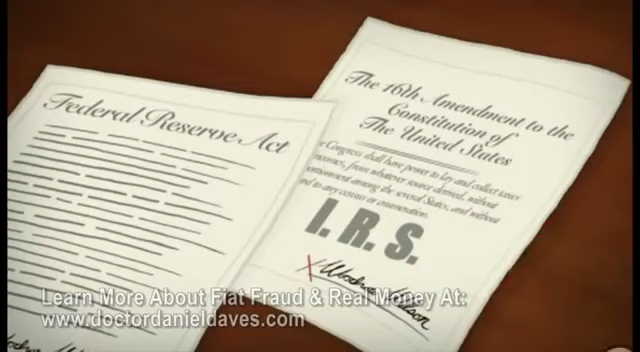 Federal Reserve Act
The 16th Amendment to the
Constitution of
The United States
Congress shall have power to lay and collect taxes
incomes, from whatever source derived, without
apportionment among the several States, and without
regard to any census or enumeration.
I.R.S.
X Woodrow Wilson
Woodrow
Learn More About Fiat Fraud & Real Money At:
www.doctordanieldaves.com